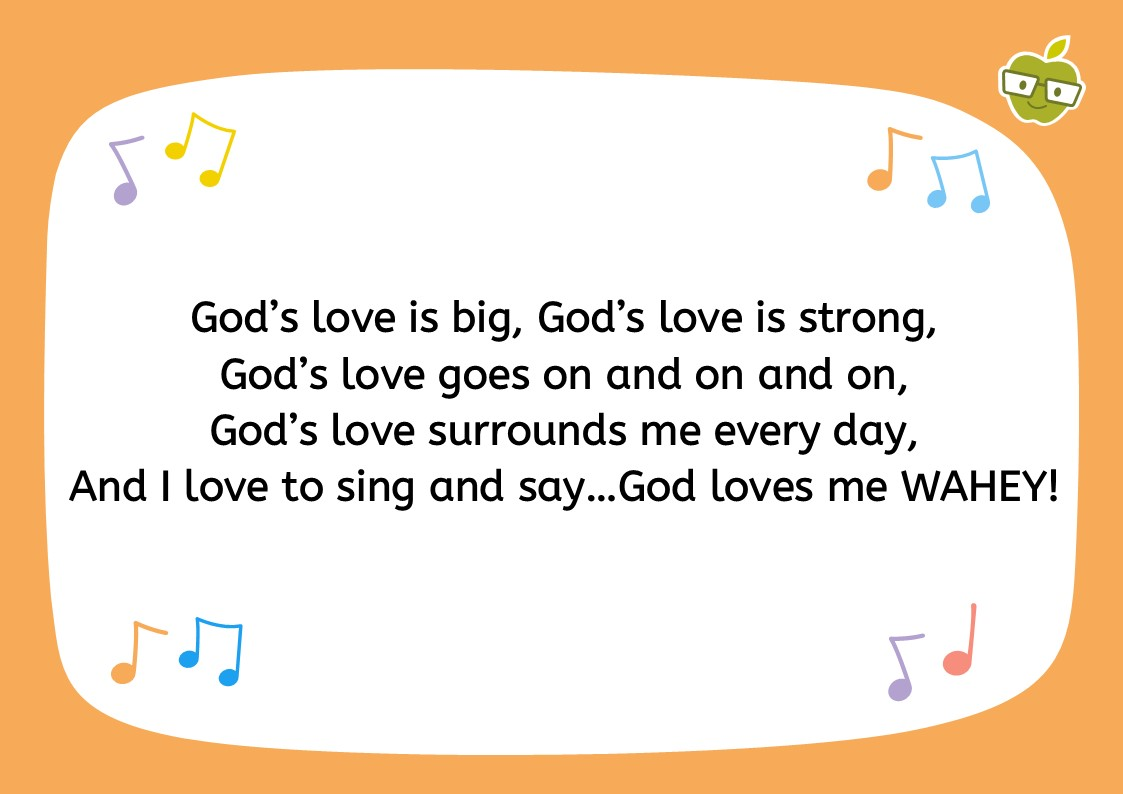 God’s love is big, God’s love is strong,
God’s love goes on and on and on,
God’s love surrounds me every day,
And I love to sing and say...God loves me WAHEY!